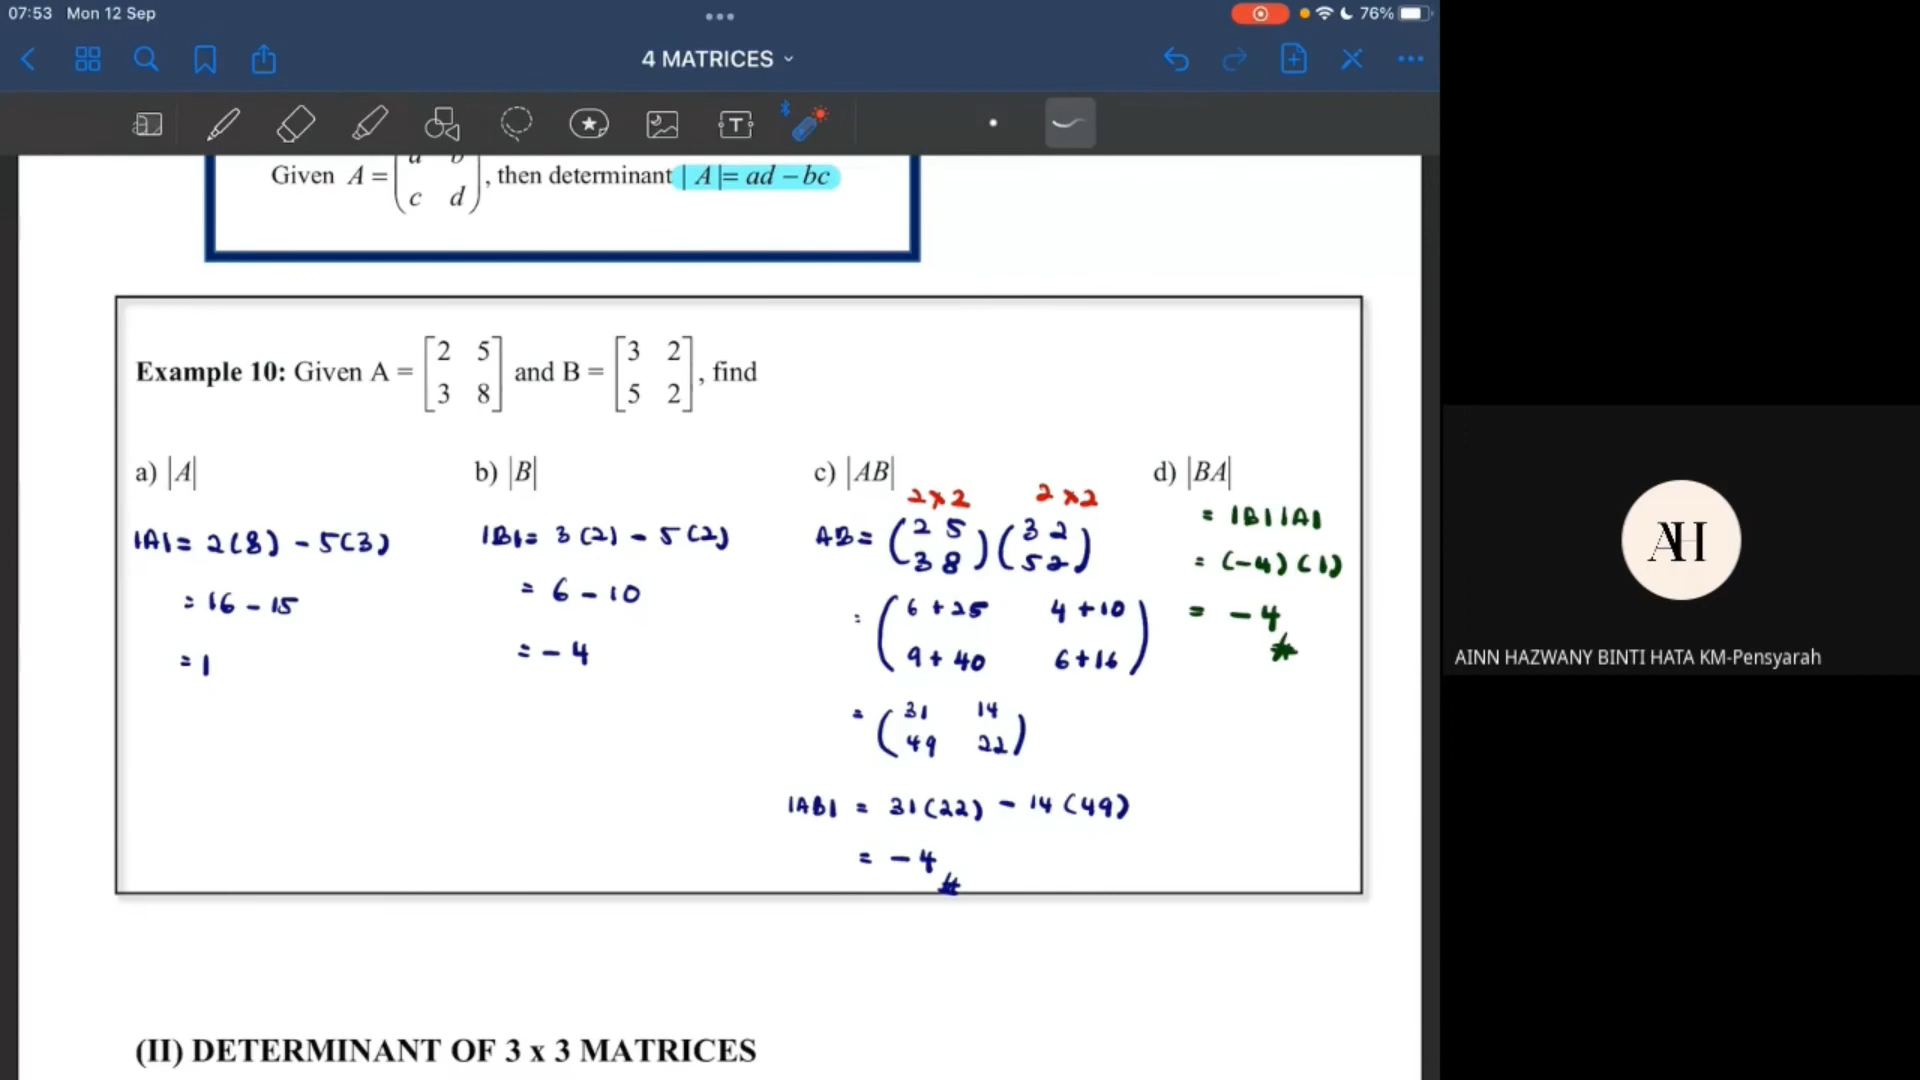 07:53 Mon 12 Sep
76%
4 MATRICES
Given A = ( a b c d ), then determinant |A| = ad − bc
Example 10: Given A = [ 2 5 3 8 ] and B = [ 3 2 5 2 ], find
a) |A|
|A| = 2(8) - 5(3)
= 16 - 15
= 1
b) |B|
|B| = 3(2) - 5(2)
= 6 - 10
= - 4
c) |AB|
2x2 2x2
AB = ( 2 5 3 8 ) ( 3 2 5 2 )
= ( 6 + 25 4 + 10
9 + 40 6 + 16 )
= ( 31 14
49 22 )
|AB| = 31(22) - 14(49)
= - 4
d) |BA|
= |B||A|
= (-4)(1)
= - 4
(II) DETERMINANT OF 3 x 3 MATRICES
AH
AINN HAZWANY BINTI HATA KM-Pensyarah